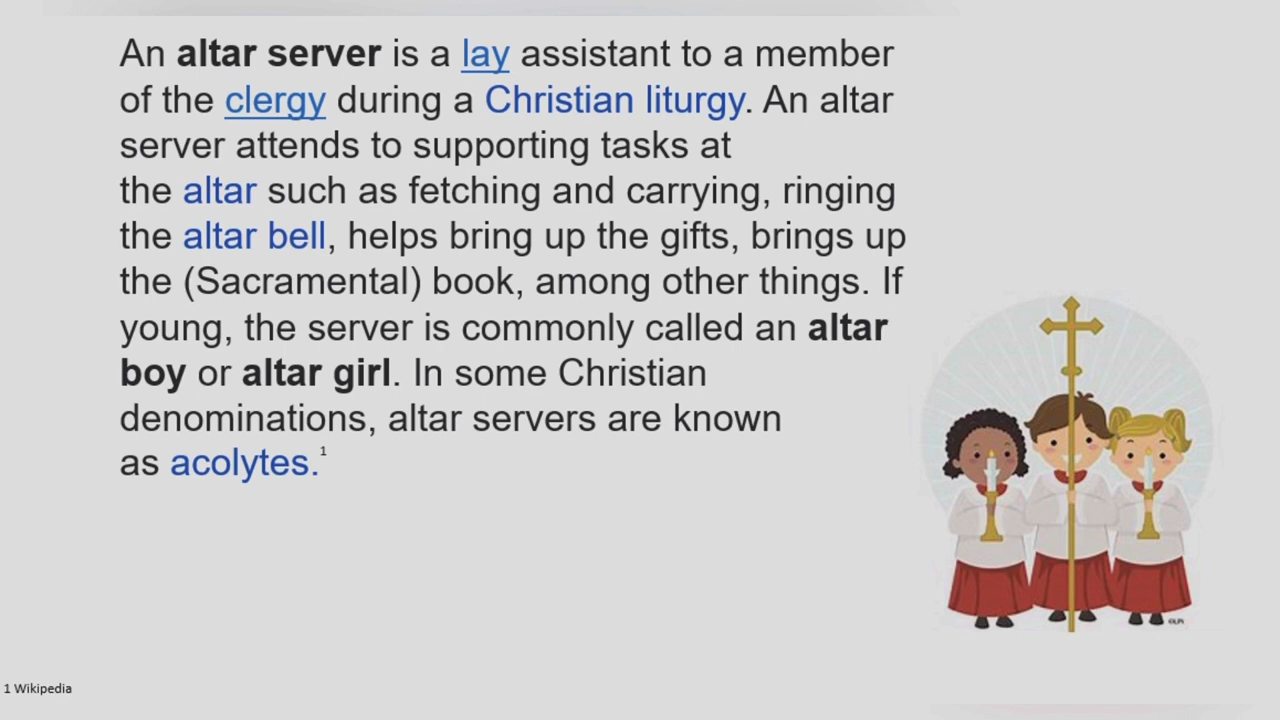 An altar server is a lay assistant to a member
of the clergy during a Christian liturgy. An altar
server attends to supporting tasks at
the altar such as fetching and carrying, ringing
the altar bell, helps bring up the gifts, brings up
the (Sacramental) book, among other things. If
young, the server is commonly called an altar
boy or altar girl. In some Christian
denominations, altar servers are known
as acolytes.1
©LPi
1 Wikipedia